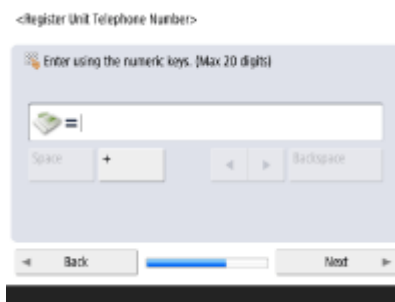 <Register Unit Telephone Number>
Enter using the numeric keys. (Max 20 digits)
=
Space + Backspace
Back Next